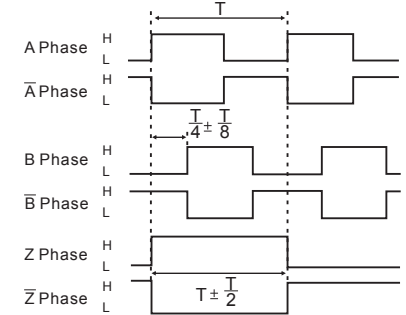 T
A Phase H
L
A̅ Phase H
L
T/4 ± T/8
B Phase H
L
B̅ Phase H
L
Z Phase H
L
T ± T/2
Z̅ Phase H
L